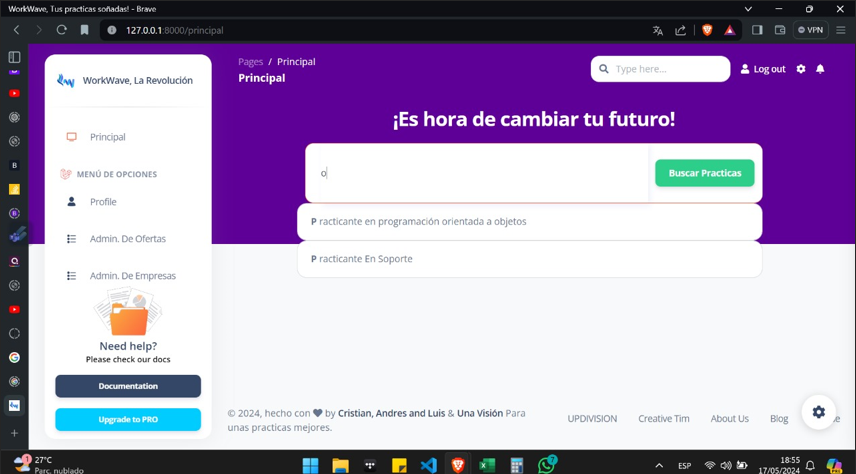 WorkWave, Tus practicas soñadas! - Brave
127.0.0.1:8000/principal
VPN
WorkWave, La Revolución
Principal
MENÚ DE OPCIONES
Profile
Admin. De Ofertas
Admin. De Empresas
Need help?
Please check our docs
Documentation
Upgrade to PRO
Pages / Principal
Principal
Type here...
Log out
¡Es hora de cambiar tu futuro!
o
Buscar Practicas
P racticante en programación orientada a objetos
P racticante En Soporte
© 2024, hecho con by Cristian, Andres and Luis & Una Visión Para
unas practicas mejores.
UPDIVISION Creative Tim About Us Blog
27°C
Parc. nublado
ESP
18:55
17/05/2024